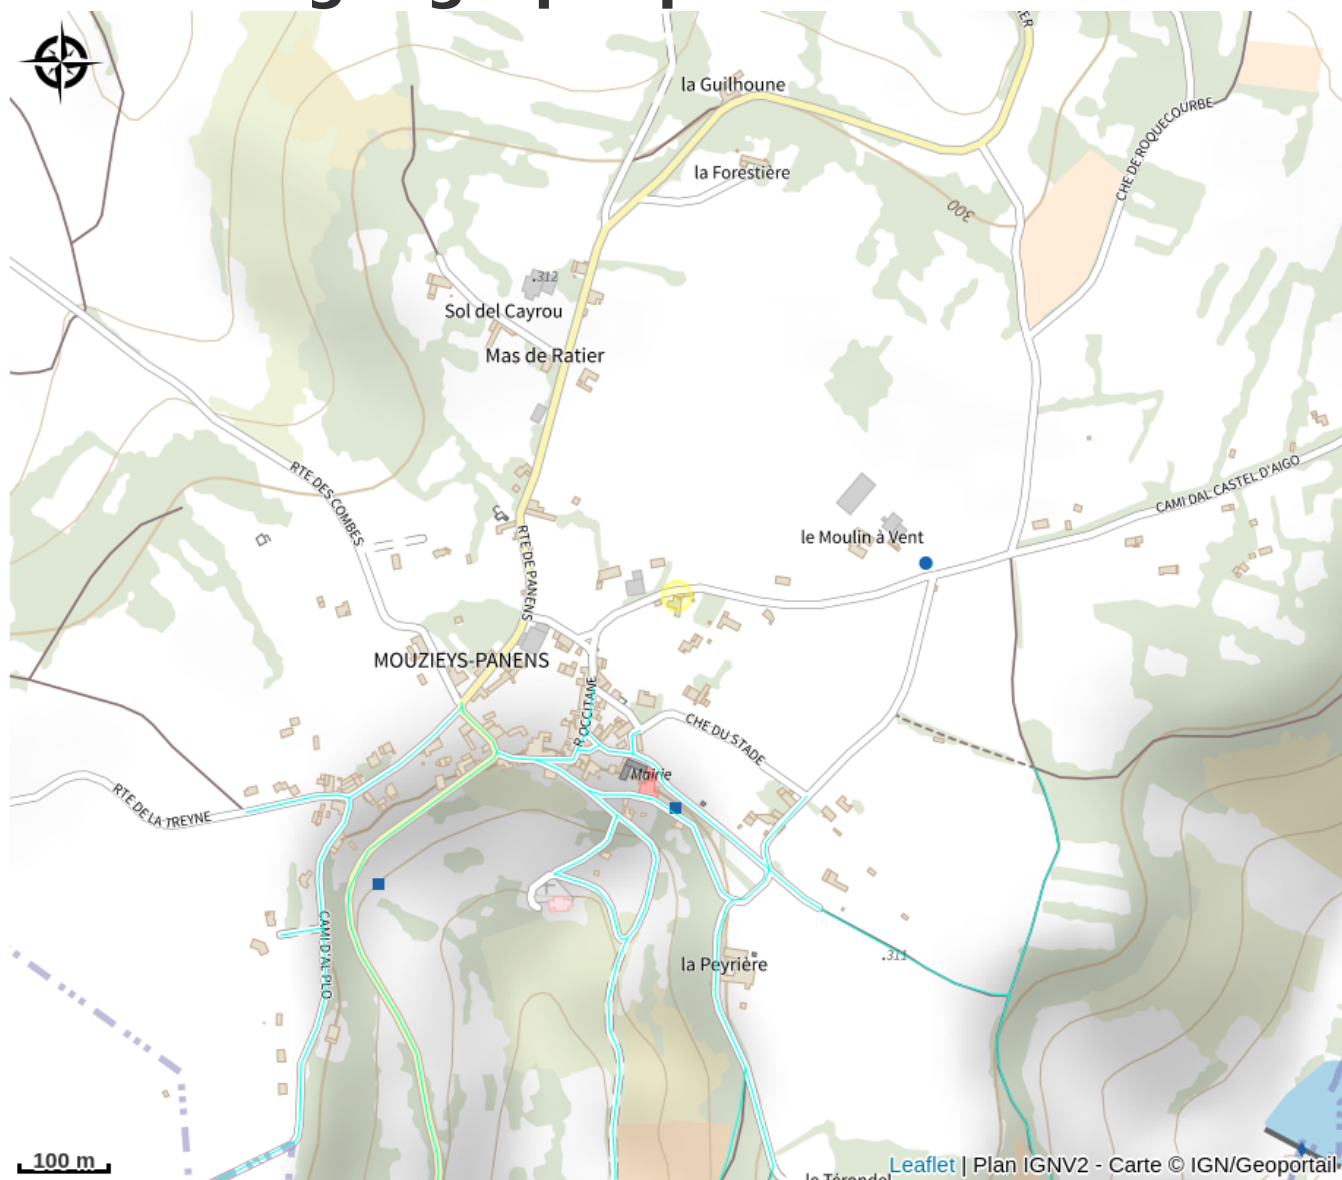 la Guilhoune
CHE DE ROQUECOURBE
la Forestière
300
.312
Sol del Cayrou
Mas de Ratier
RTE DES COMBES
CAMI DAL CASTEL D'AIGO
RTE DE PANENS
le Moulin à Vent
MOUZIEYS-PANENS
R OCCITANE
CHE DU STADE
Mairie
RTE DE LA TREYNE
CAMI D'AL PLO
la Peyrière
.311
100 m
Leaflet | Plan IGNV2 - Carte © IGN/Geoportail